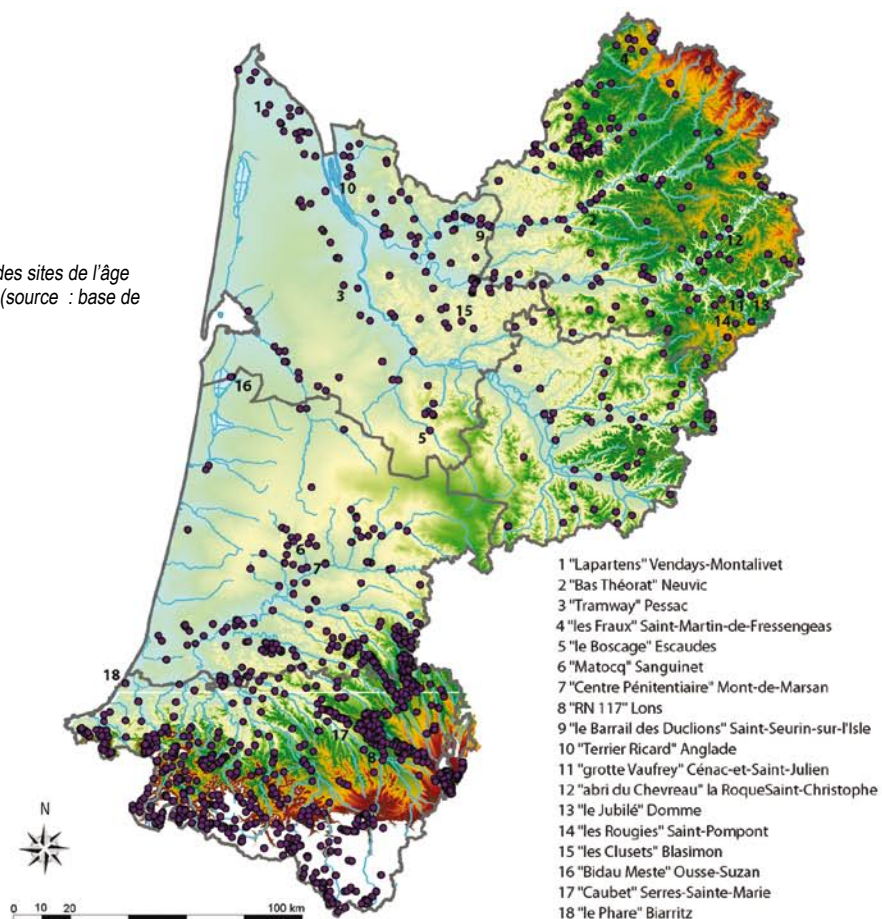 des sites de l'âge
(source : base de
1
4
10
2
9
12
3
15
11
13
14
16
5
6
7
18
17
8
1 "Lapartens" Vendays-Montalivet
2 "Bas Théorat" Neuvic
3 "Tramway" Pessac
4 "les Fraux" Saint-Martin-de-Fressengeas
5 "le Boscage" Escaudes
6 "Matocq" Sanguinet
7 "Centre Pénitentiaire" Mont-de-Marsan
8 "RN 117" Lons
9 "le Barrail des Duclions" Saint-Seurin-sur-l'Isle
10 "Terrier Ricard" Anglade
11 "grotte Vaufrey" Cénac-et-Saint-Julien
12 "abri du Chevreau" la RoqueSaint-Christophe
13 "le Jubilé" Domme
14 "les Rougies" Saint-Pompont
15 "les Clusets" Blasimon
16 "Bidau Meste" Ousse-Suzan
17 "Caubet" Serres-Sainte-Marie
18 "le Phare" Biarritz
N
0 10 20 100 km